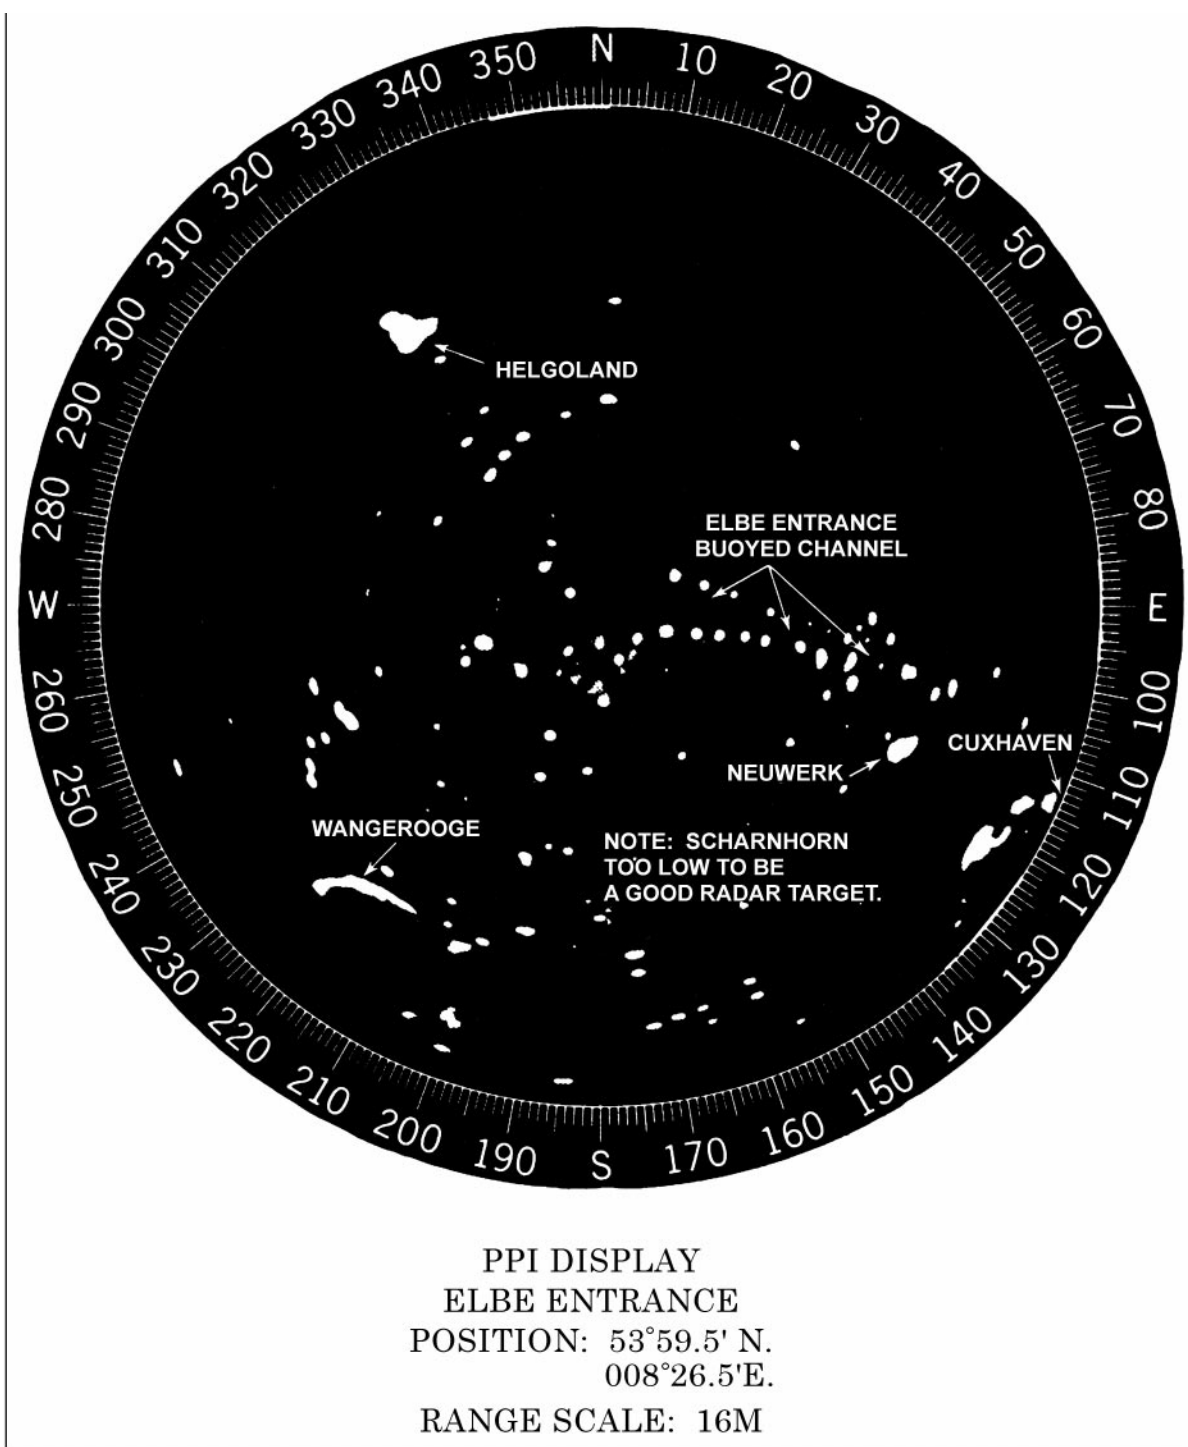 N
10
20
30
40
50
60
70
80
E
100
110
120
130
140
150
160
170
S
190
200
210
220
230
240
250
260
W
280
290
300
310
320
330
340
350
HELGOLAND
ELBE ENTRANCE
BUOYED CHANNEL
CUXHAVEN
NEUWERK
WANGEROOGE
NOTE: SCHARNHORN
TOO LOW TO BE
A GOOD RADAR TARGET.
PPI DISPLAY
ELBE ENTRANCE
POSITION: 53°59.5' N.
008°26.5'E.
RANGE SCALE: 16M